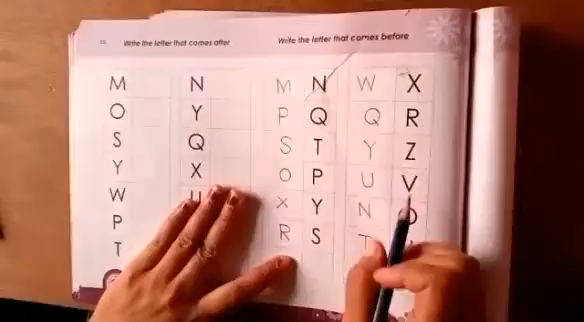 Write the letter that comes after
Write the letter that comes before
M N M N W X
O Y P Q Q R
S Q S T Y Z
Y X O P U V
W X Y N O
P R S T
T